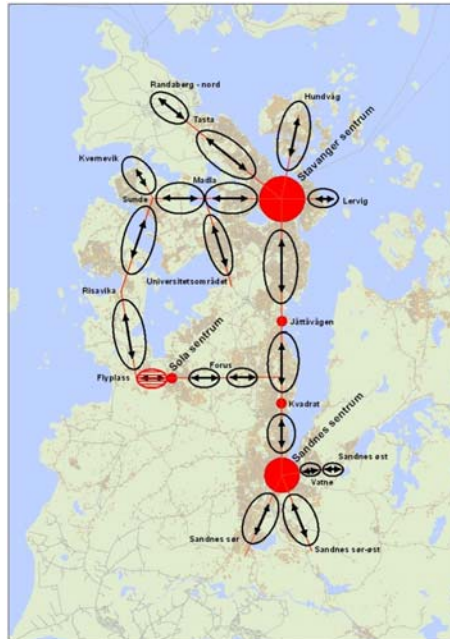 Randaberg - nord
Hundvåg
Tasta
Stavanger sentrum
Kvernevik
Madla
Sunde
Lervig
Universitetsområdet
Risavika
Jåttåvågen
Sola sentrum
Forus
Flyplass
Kvadrat
Sandnes sentrum
Sandnes øst
Vatne
Sandnes sør
Sandnes sør-øst